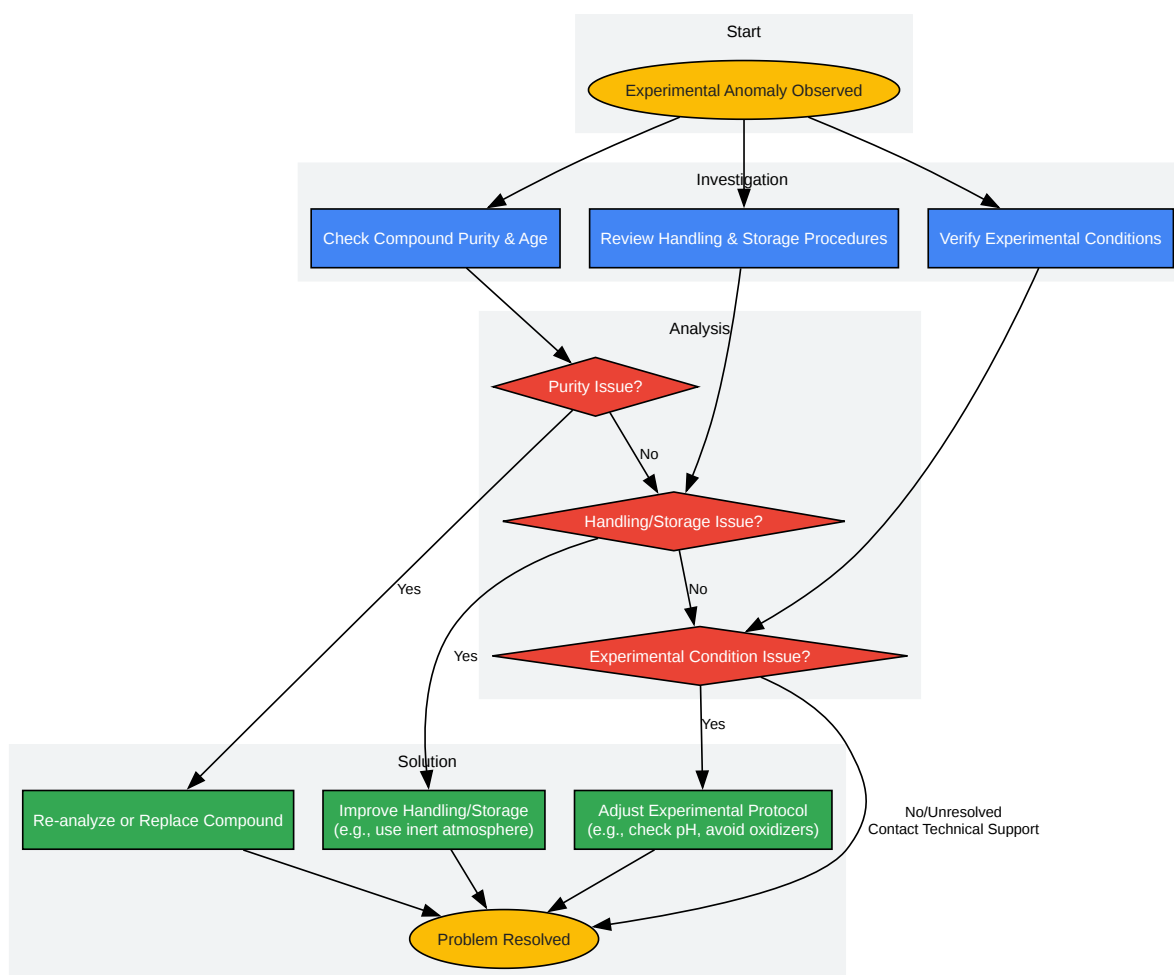 Start
Experimental Anomaly Observed
Investigation
Check Compound Purity & Age
Review Handling & Storage Procedures
Verify Experimental Conditions
Analysis
Purity Issue?
No
Handling/Storage Issue?
Yes
No
Yes
Experimental Condition Issue?
Yes
Solution
Re-analyze or Replace Compound
Improve Handling/Storage
(e.g., use inert atmosphere)
Adjust Experimental Protocol
(e.g., check pH, avoid oxidizers)
No/Unresolved
Contact Technical Support
Problem Resolved